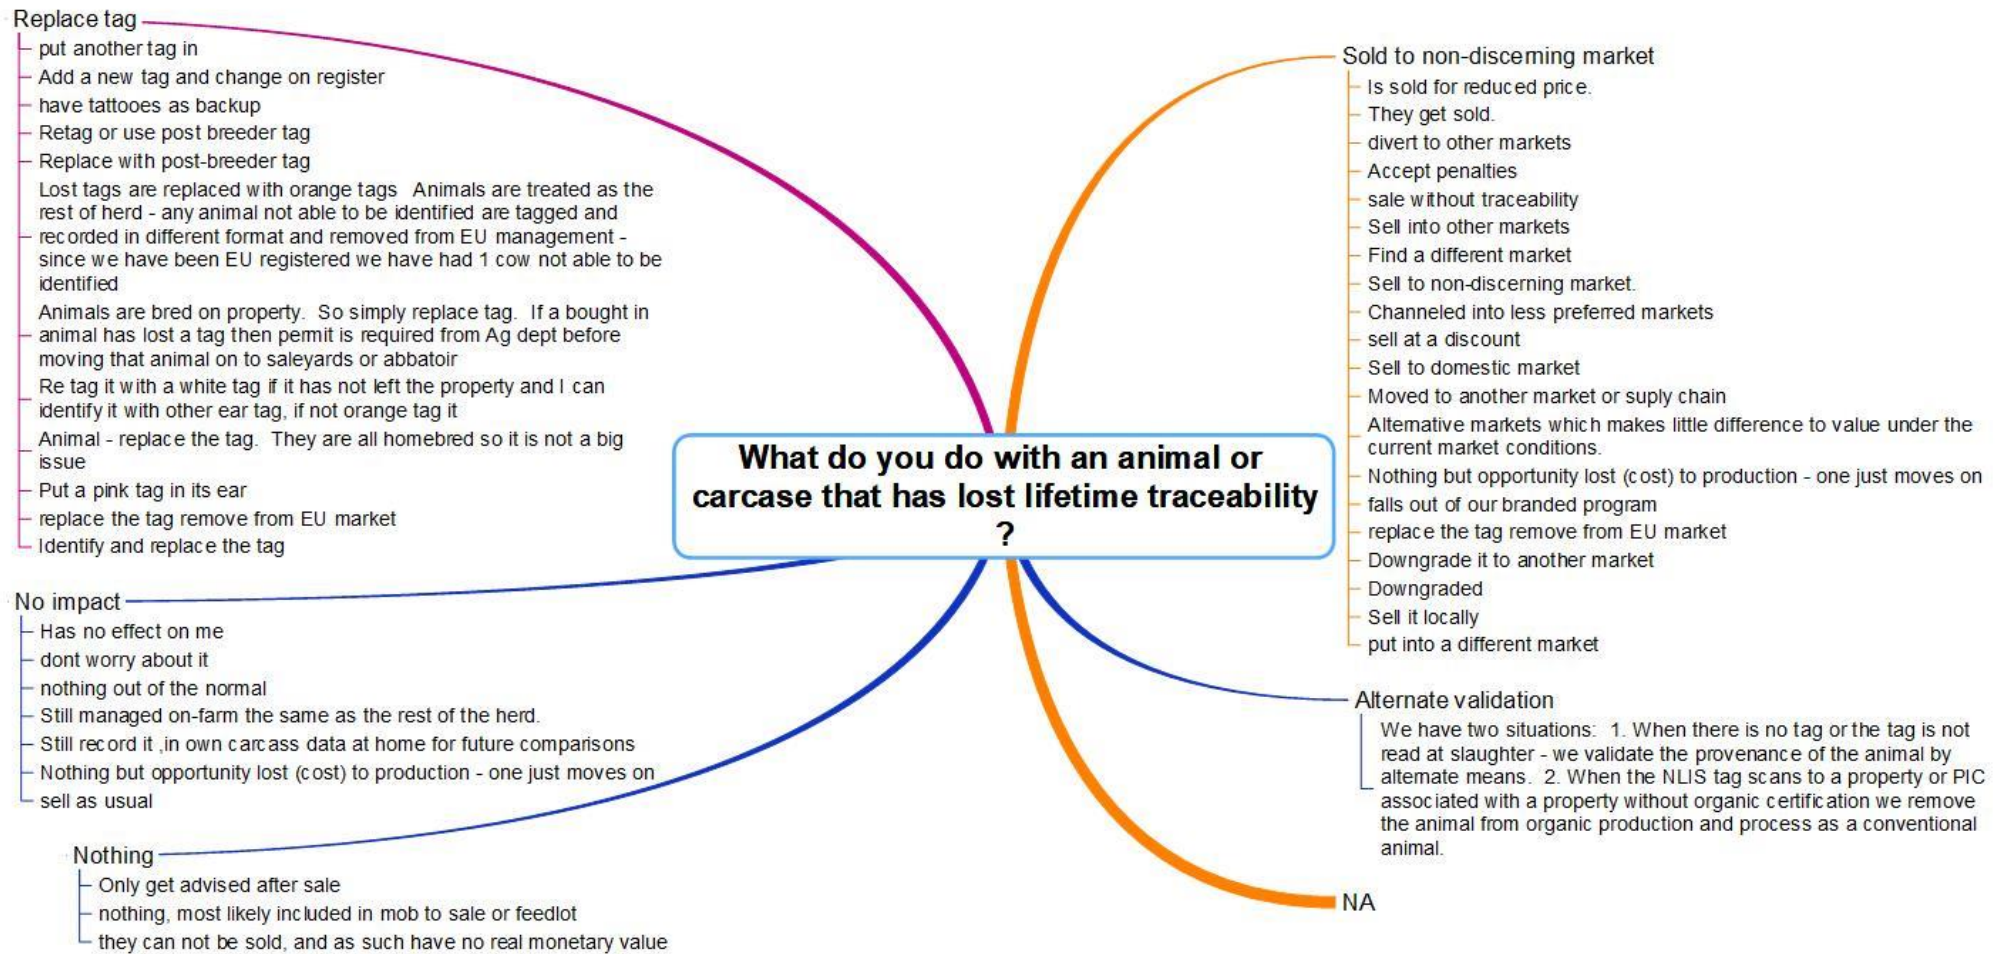 Replace tag
put another tag in
Add a new tag and change on register
have tattooes as backup
Retag or use post breeder tag
Replace with post-breeder tag
Lost tags are replaced with orange tags Animals are treated as the
rest of herd - any animal not able to be identified are tagged and
recorded in different format and removed from EU management -
since we have been EU registered we have had 1 cow not able to be
identified
Animals are bred on property. So simply replace tag. If a bought in
animal has lost a tag then permit is required from Ag dept before
moving that animal on to saleyards or abbatoir
Re tag it with a white tag if it has not left the property and I can
identify it with other ear tag, if not orange tag it
Animal - replace the tag. They are all homebred so it is not a big
issue
Put a pink tag in its ear
replace the tag remove from EU market
Identify and replace the tag
No impact
Has no effect on me
dont worry about it
nothing out of the normal
Still managed on-farm the same as the rest of the herd.
Still record it ,in own carcass data at home for future comparisons
Nothing but opportunity lost (cost) to production - one just moves on
sell as usual
Nothing
Only get advised after sale
nothing, most likely included in mob to sale or feedlot
they can not be sold, and as such have no real monetary value
What do you do with an animal or
carcase that has lost lifetime traceability
?
Sold to non-discerning market
Is sold for reduced price.
They get sold.
divert to other markets
Accept penalties
sale without traceability
Sell into other markets
Find a different market
Sell to non-discerning market.
Channeled into less preferred markets
sell at a discount
Sell to domestic market
Moved to another market or suply chain
Alternative markets which makes little difference to value under the
current market conditions.
Nothing but opportunity lost (cost) to production - one just moves on
falls out of our branded program
replace the tag remove from EU market
Downgrade it to another market
Downgraded
Sell it locally
put into a different market
Alternate validation
We have two situations: 1. When there is no tag or the tag is not
read at slaughter - we validate the provenance of the animal by
alternate means. 2. When the NLIS tag scans to a property or PIC
associated with a property without organic certification we remove
the animal from organic production and process as a conventional
animal.
NA